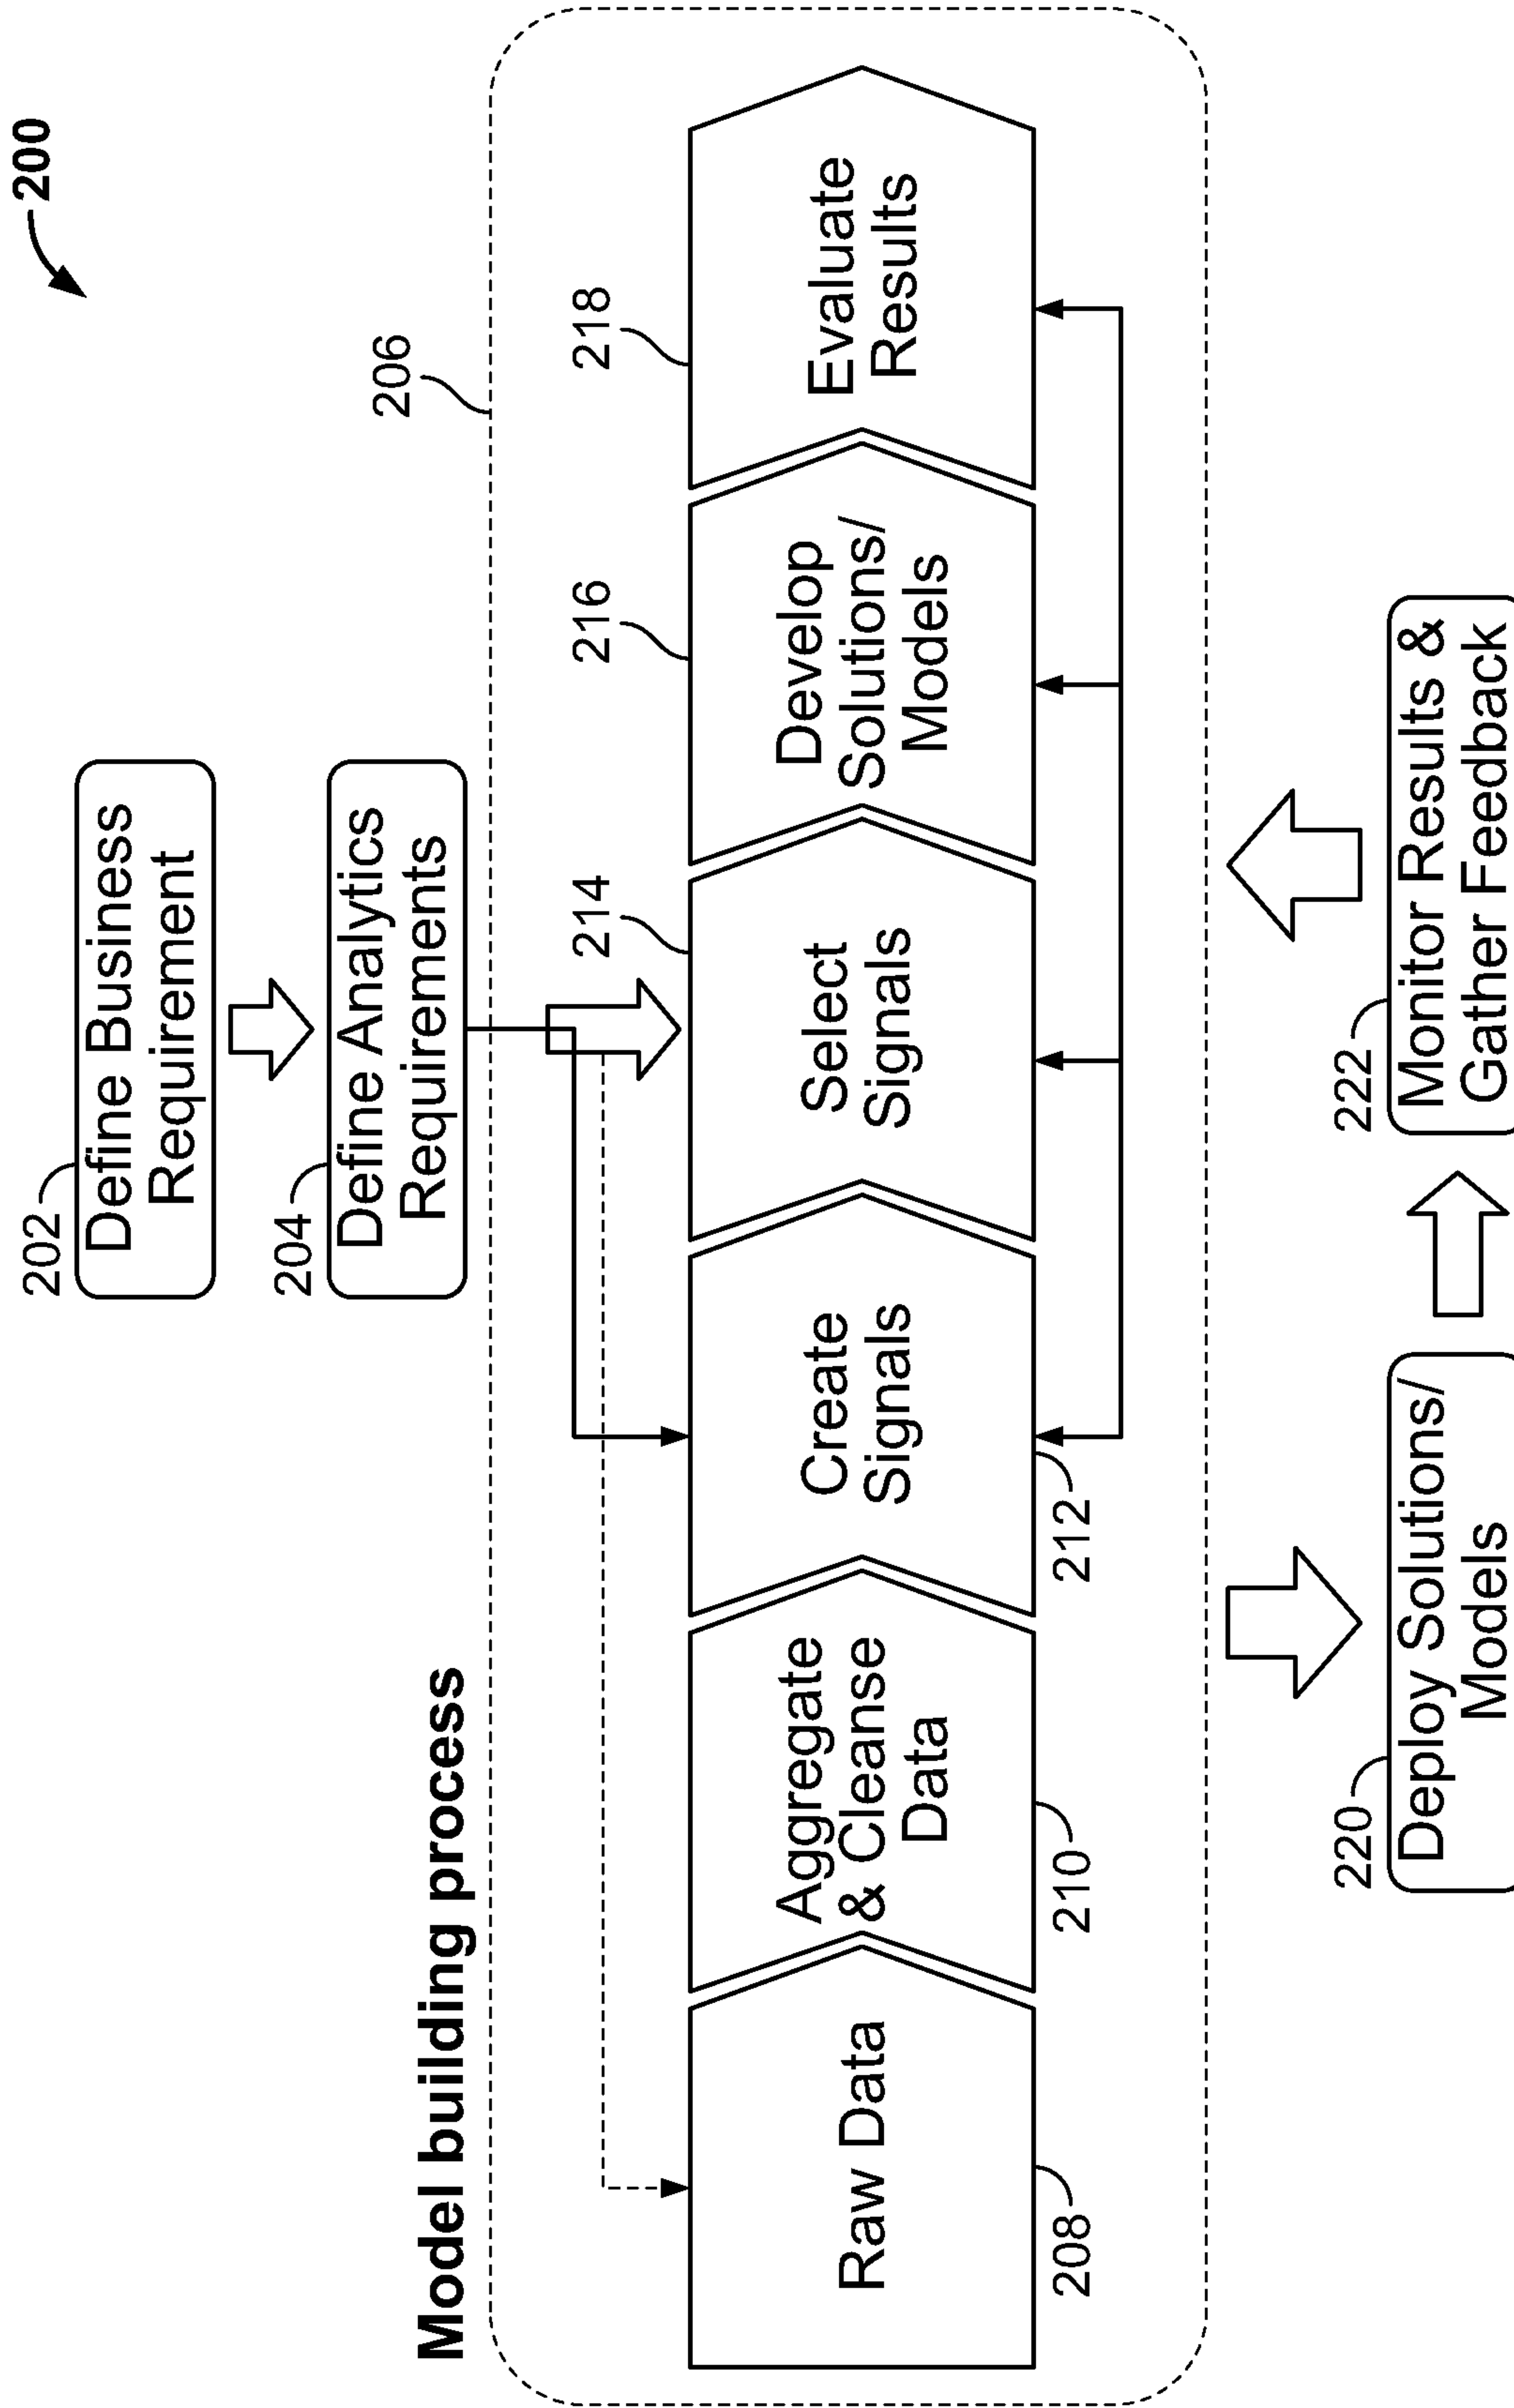 200
202
Define Business
Requirement
204
Define Analytics
Requirements
Model building process
206
214
216
218
Raw Data
Aggregate
& Cleanse
Data
Create
Signals
Select
Signals
Develop
Solutions/
Models
Evaluate
Results
208
210
212
220
Deploy Solutions/
Models
222
Monitor Results &
Gather Feedback